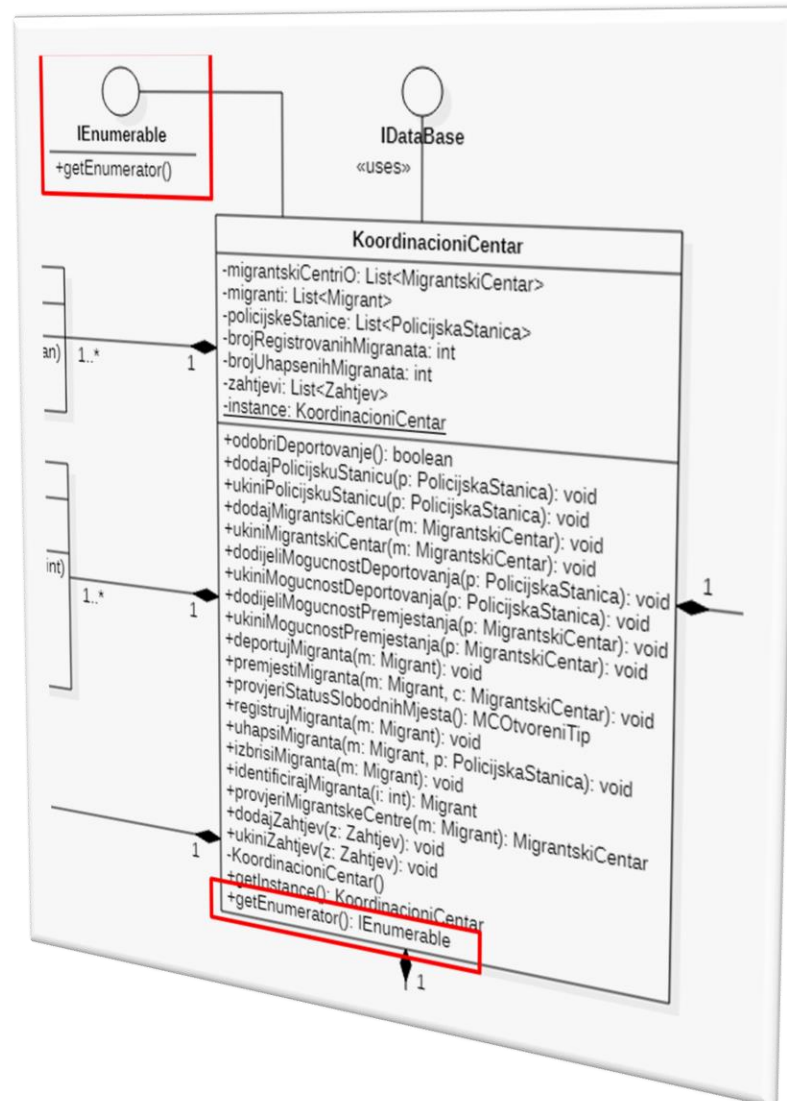 IEnumerable
+getEnumerator()
IDataBase
«uses»
KoordinacioniCentar
-migrantskiCentriO: List<MigrantskiCentar>
-migranti: List<Migrant>
-policijskeStanice: List<PolicijskaStanica>
-brojRegistrovanihMigranata: int
-brojUhapsenihMigranata: int
-zahtjevi: List<Zahtjev>
-instance: KoordinacioniCentar
an)
1..*
1
+odobriDeportovanje(): boolean
+dodajPolicijskuStanicu(p: PolicijskaStanica): void
+ukiniPolicijskuStanicu(p: PolicijskaStanica): void
+dodajMigrantskiCentar(m: MigrantskiCentar): void
+ukiniMigrantskiCentar(m: MigrantskiCentar): void
+dodijeliMogucnostDeportovanja(p: PolicijskaStanica): void
+ukiniMogucnostDeportovanja(p: PolicijskaStanica): void
+dodijeliMogucnostPremjestanja(p: MigrantskiCentar): void
+ukiniMogucnostPremjestanja(p: MigrantskiCentar): void
+deportujMigranta(m: Migrant): void
+premjestiMigranta(m: Migrant, c: MigrantskiCentar): void
+provjeriStatusSlobodnihMjesta(): MCOtvoreniTip
+registrujMigranta(m: Migrant): void
+uhapsiMigranta(m: Migrant, p: PolicijskaStanica): void
+izbrisiMigranta(m: Migrant): void
+identificirajMigranta(i: int): Migrant
+provjeriMigrantskeCentre(m: Migrant): MigrantskiCentar
+dodajZahtjev(z: Zahtjev): void
+ukiniZahtjev(z: Zahtjev): void
-KoordinacioniCentar()
+getInstance(): KoordinacioniCentar
+getEnumerator(): IEnumerable
int)
1..*
1
1
1
1